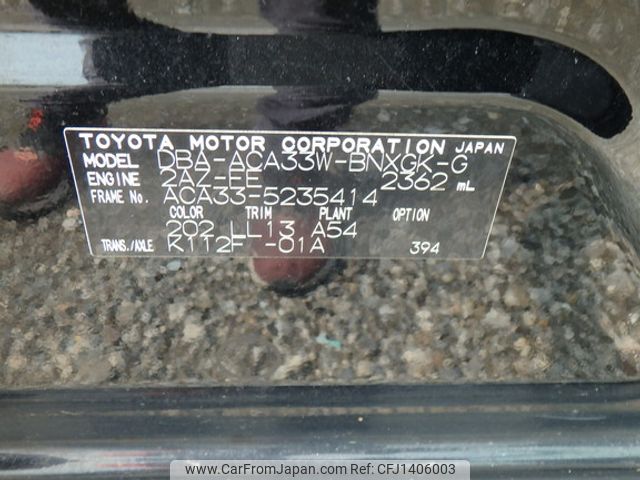 TOYOTA MOTOR CORPORATION JAPAN
MODEL DBA-ACA33W-BNXGK-G
ENGINE 2AZ-FE 2362 mL
FRAME No. ACA33-5235414
COLOR TRIM PLANT OPTION
202 LL13 A54
TRANS./AXLE K112F -01A 394
www.CarFromJapan.com Ref:CFJ1406003